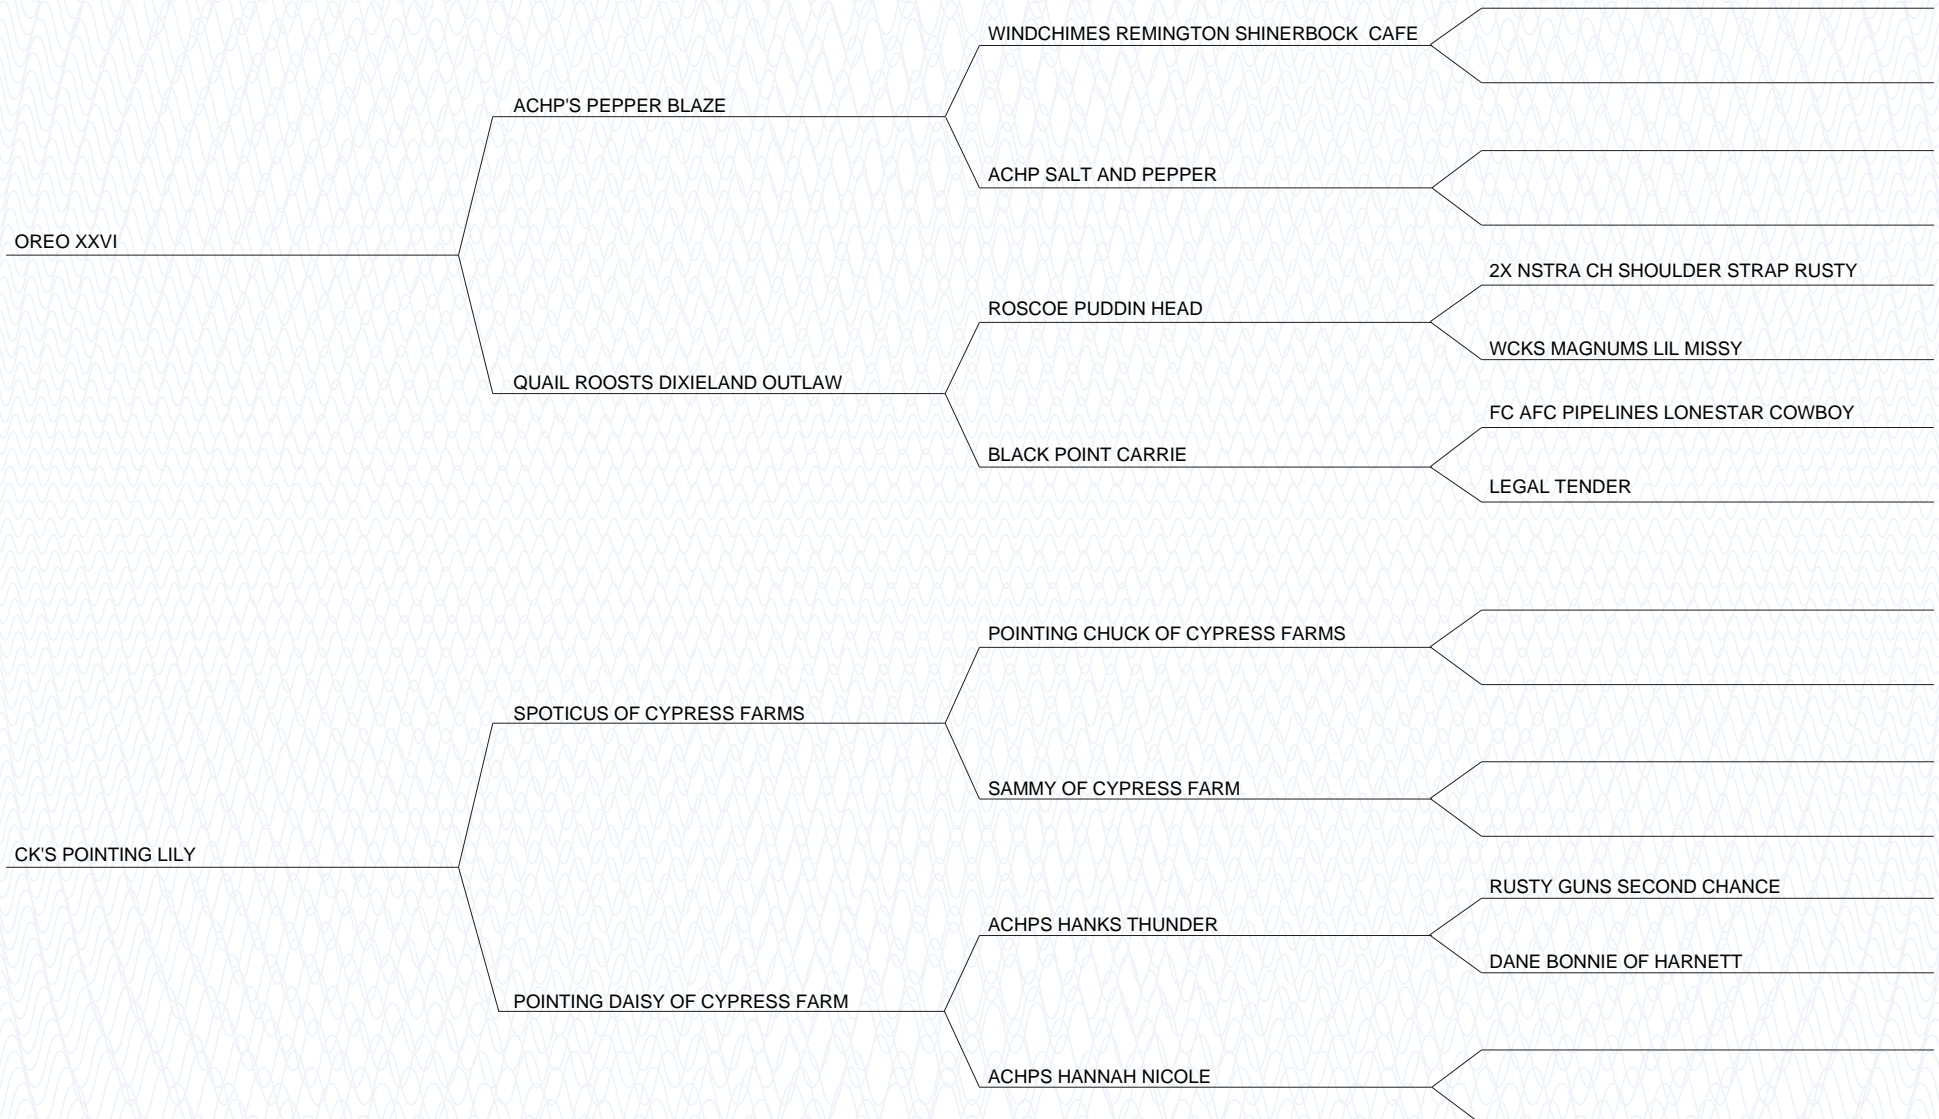 WINDCHIMES REMINGTON SHINERBOCK  CAFE
ACHP'S PEPPER BLAZE
ACHP SALT AND PEPPER
OREO XXVI
2X NSTRA CH SHOULDER STRAP RUSTY
ROSCOE PUDDIN HEAD
WCKS MAGNUMS LIL MISSY
QUAIL ROOSTS DIXIELAND OUTLAW
FC AFC PIPELINES LONESTAR COWBOY
BLACK POINT CARRIE
LEGAL TENDER
POINTING CHUCK OF CYPRESS FARMS
SPOTICUS OF CYPRESS FARMS
SAMMY OF CYPRESS FARM
CK'S POINTING LILY
RUSTY GUNS SECOND CHANCE
ACHPS HANKS THUNDER
DANE BONNIE OF HARNETT
POINTING DAISY OF CYPRESS FARM
ACHPS HANNAH NICOLE